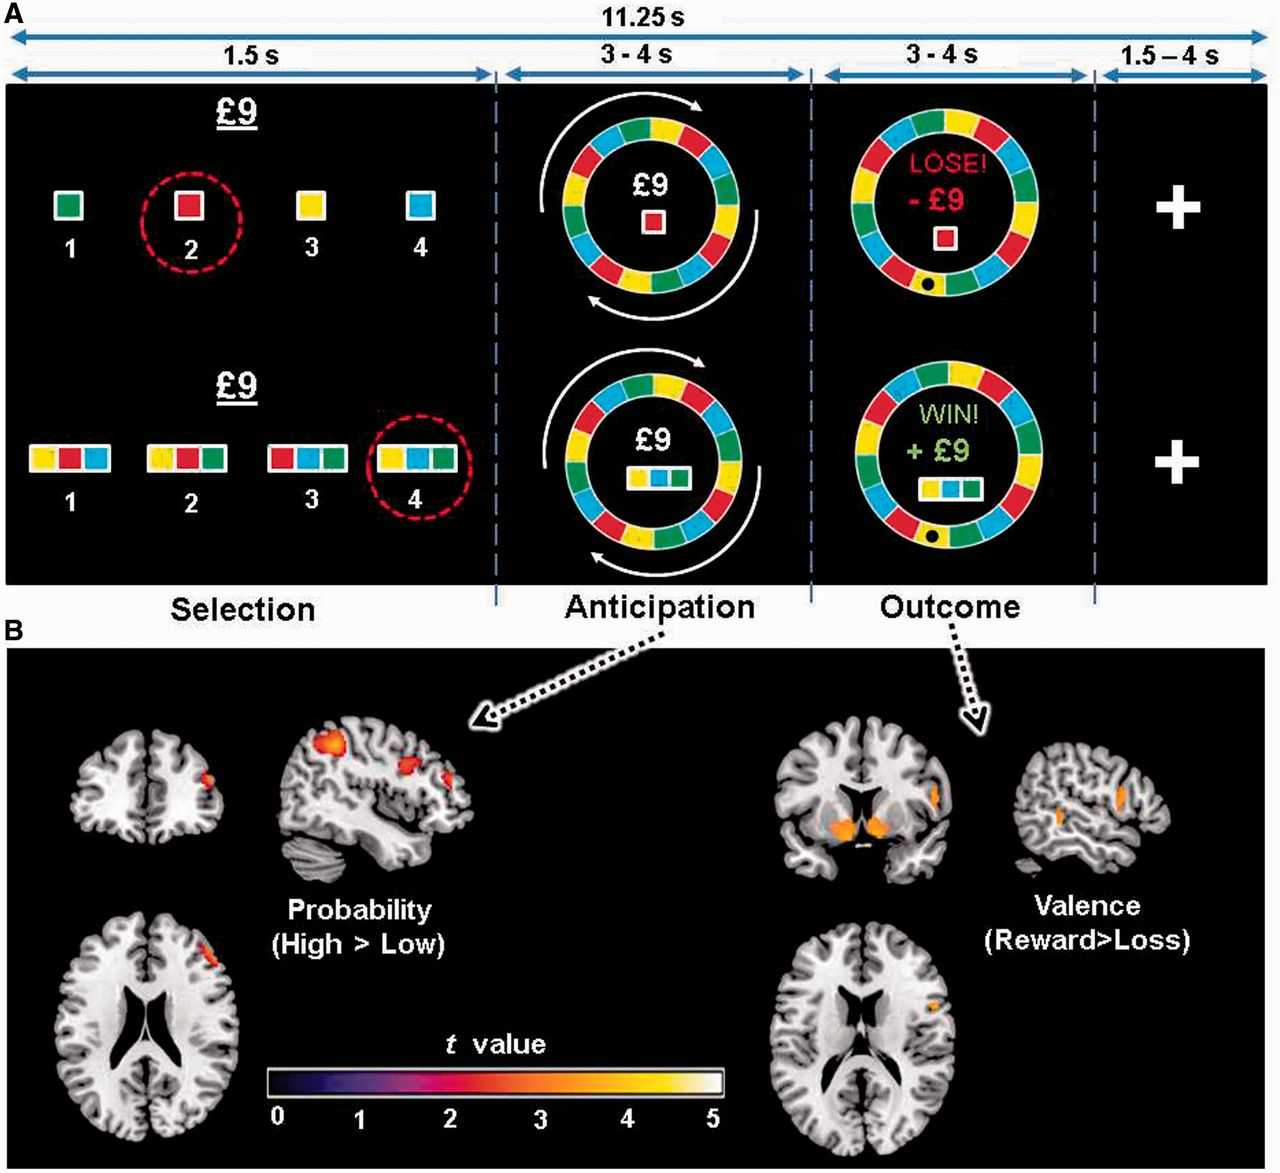 A
11.25 s
1.5 s
3 - 4 s
3 - 4 s
1.5 – 4 s
£9
1
2
3
4
£9
LOSE!
- £9
£9
1
2
3
4
£9
WIN!
+ £9
Selection
Anticipation
Outcome
B
Probability
(High > Low)
Valence
(Reward>Loss)
t value
0
1
2
3
4
5